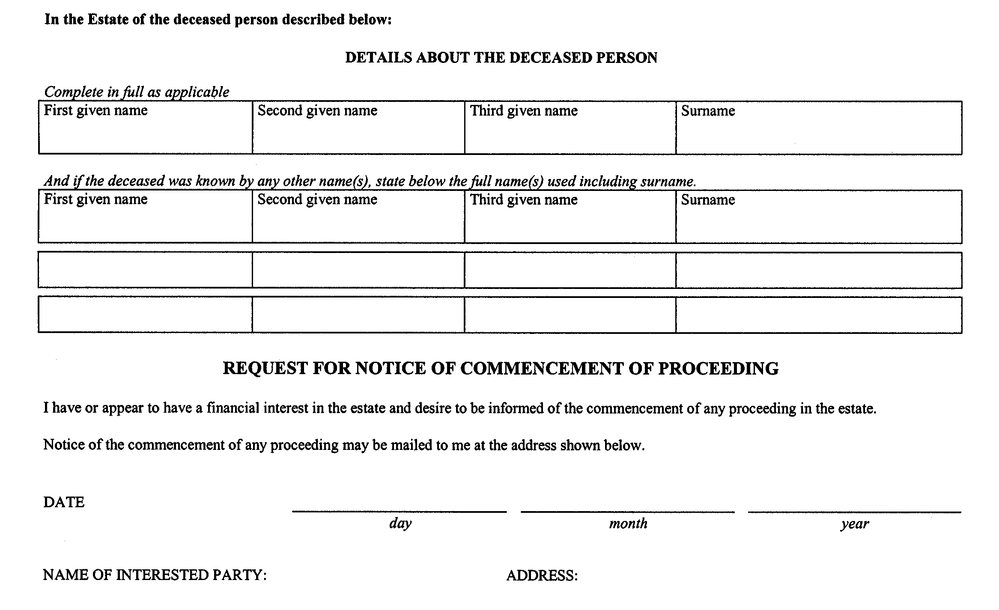 In the Estate of the deceased person described below:
DETAILS ABOUT THE DECEASED PERSON
Complete in full as applicable
First given name Second given name Third given name Surname
And if the deceased was known by any other name(s), state below the full name(s) used including surname.
First given name Second given name Third given name Surname
REQUEST FOR NOTICE OF COMMENCEMENT OF PROCEEDING
I have or appear to have a financial interest in the estate and desire to be informed of the commencement of any proceeding in the estate.
Notice of the commencement of any proceeding may be mailed to me at the address shown below.
DATE
day month year
NAME OF INTERESTED PARTY: ADDRESS: